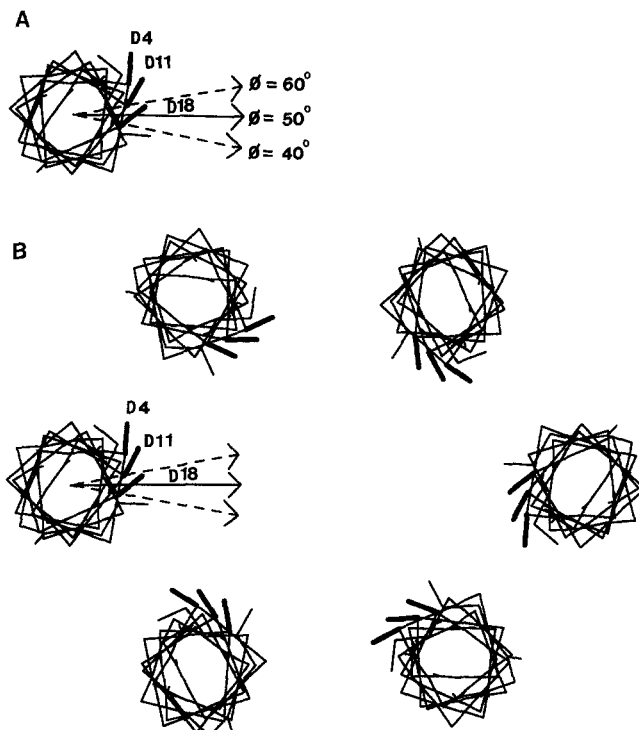 A
D4
D11
D18
Ø = 60°
Ø = 50°
Ø = 40°
B
D4
D11
D18